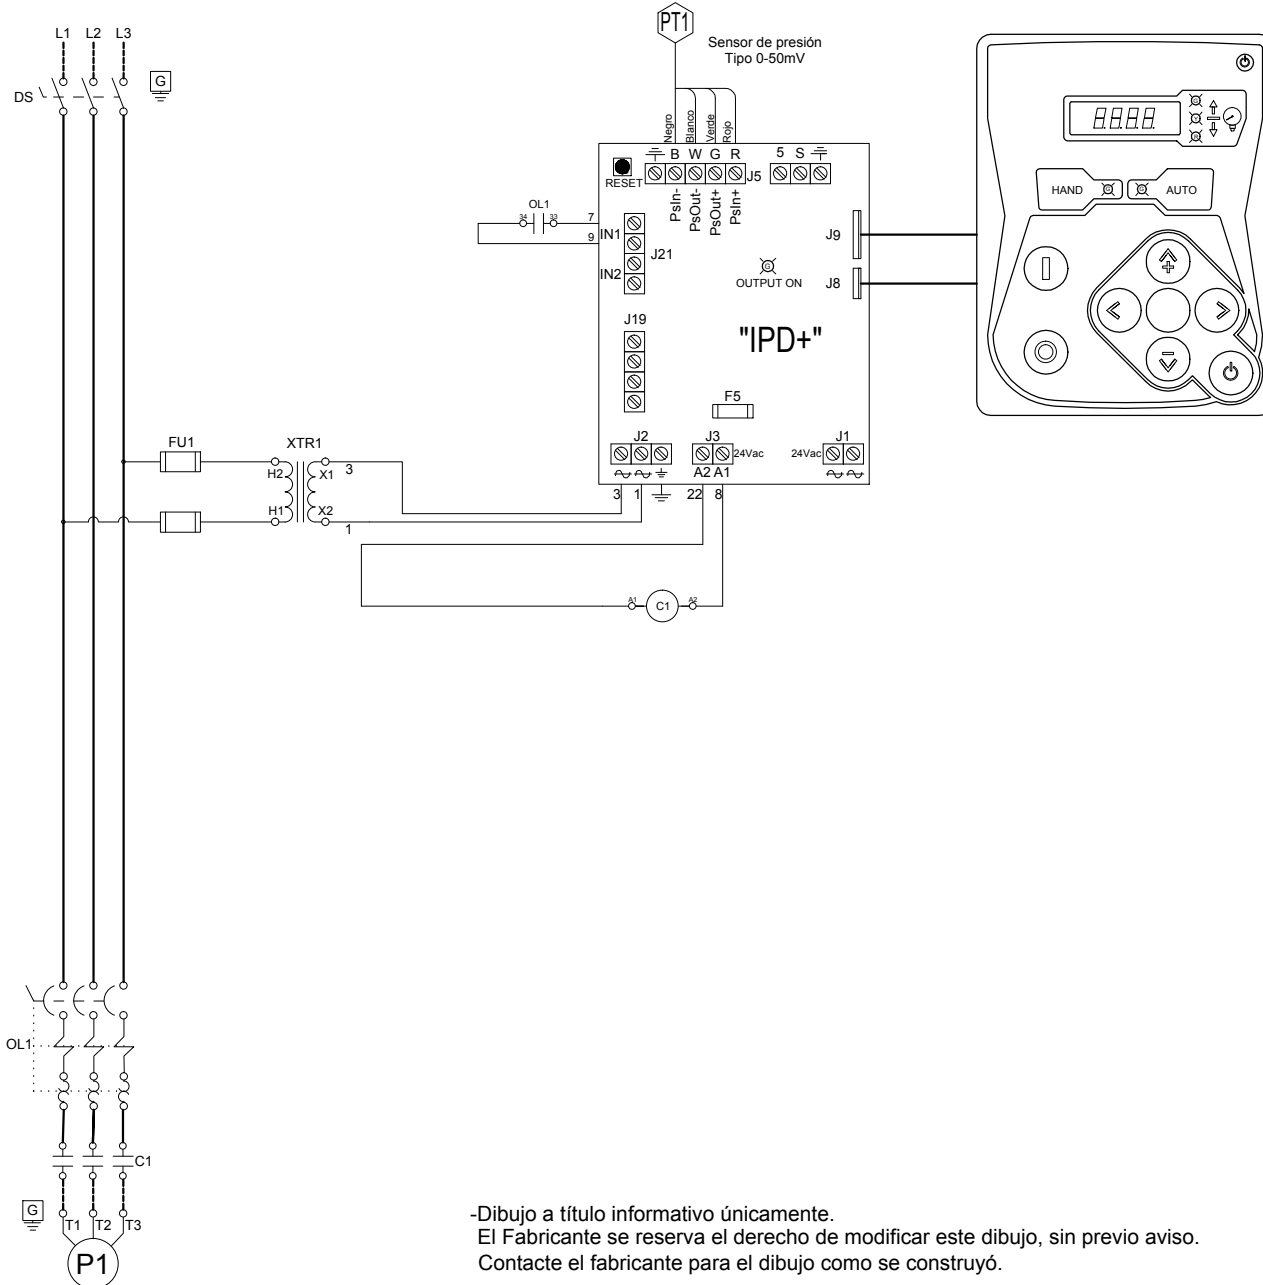 L1 L2 L3
DS
G
PT1
Sensor de presión
Tipo 0-50mV
Negro
Blanco
Verde
Rojo
B W G R
J5
5 S
RESET
PsIn-
PsOut-
PsOut+
PsIn+
OL1
34 33
7
9
IN1
IN2
J21
J19
G
OUTPUT ON
J9
J8
"IPD+"
F5
J2
J3
24Vac
A2 A1
24Vac
J1
3 1
22 8
8.8.8.8.
G
Y
R
HAND G
G AUTO
FU1
XTR1
H2 X1 3
H1 X2 1
A1 C1 A2
OL1
C1
G
T1 T2 T3
P1
-Dibujo a título informativo únicamente.
El Fabricante se reserva el derecho de modificar este dibujo, sin previo aviso.
Contacte el fabricante para el dibujo como se construyó.